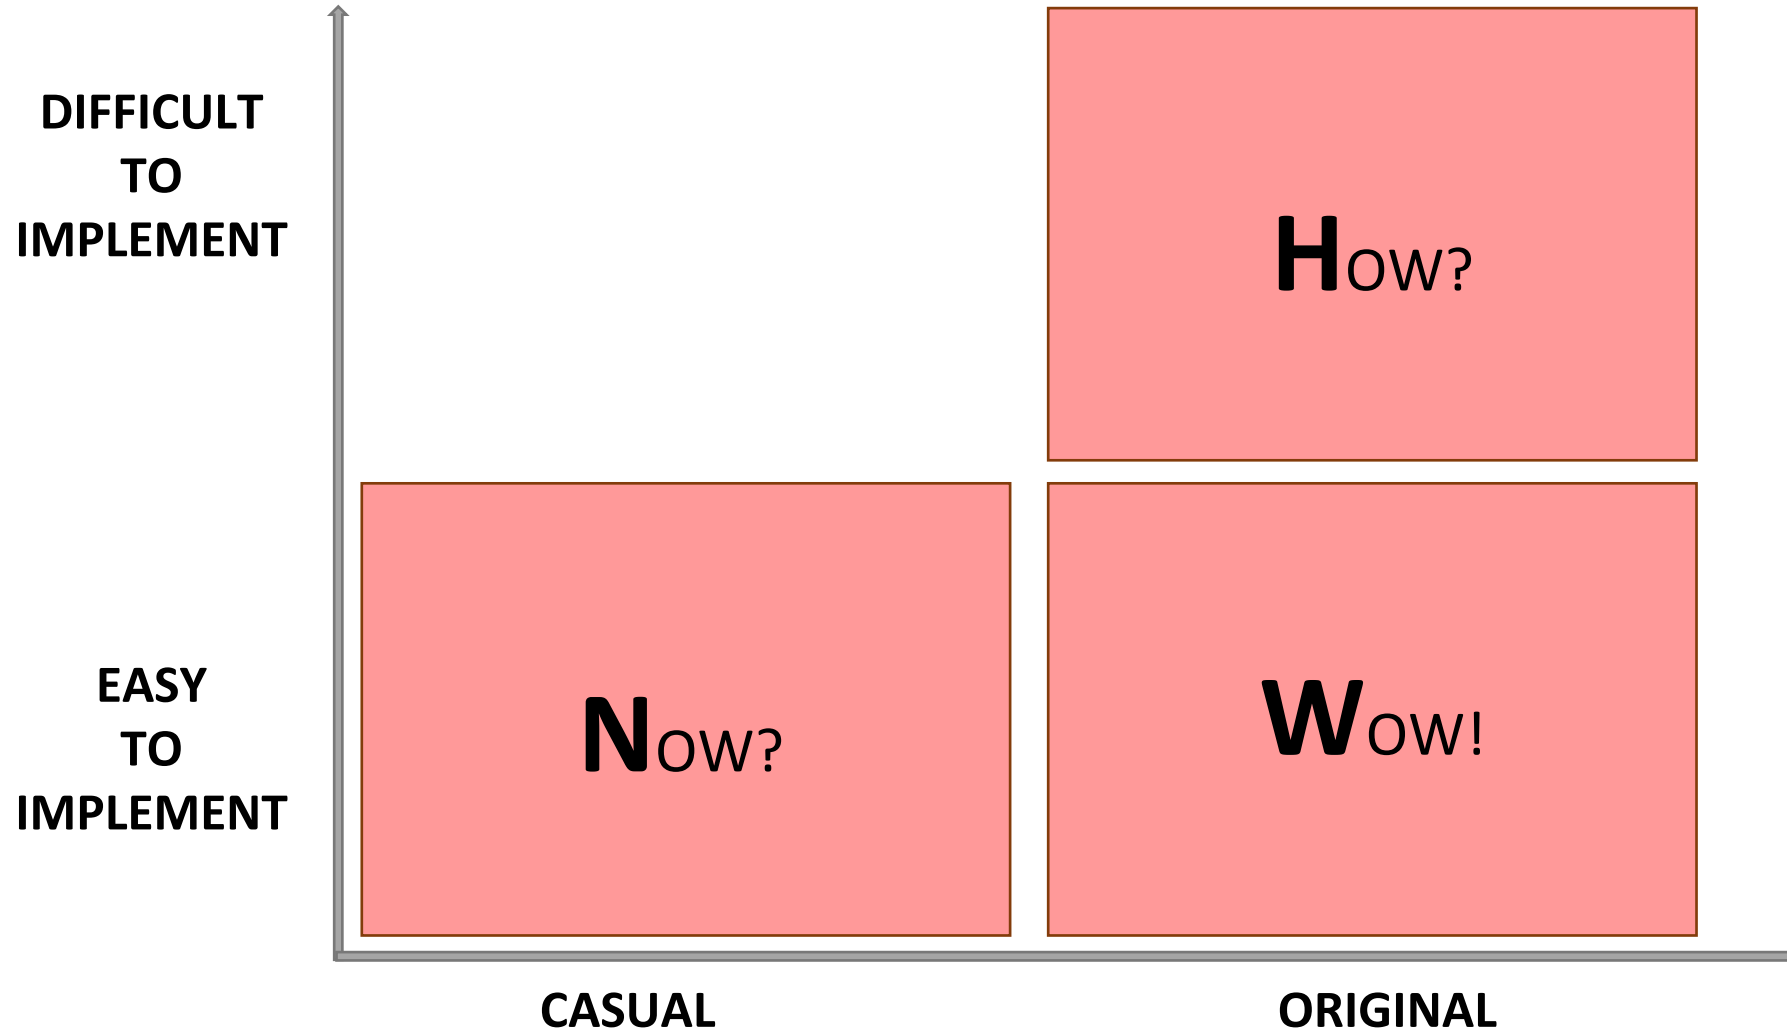 DIFFICULT
TO
IMPLEMENT
HOW?
EASY
TO
IMPLEMENT
NOW?
WOW!
CASUAL
ORIGINAL